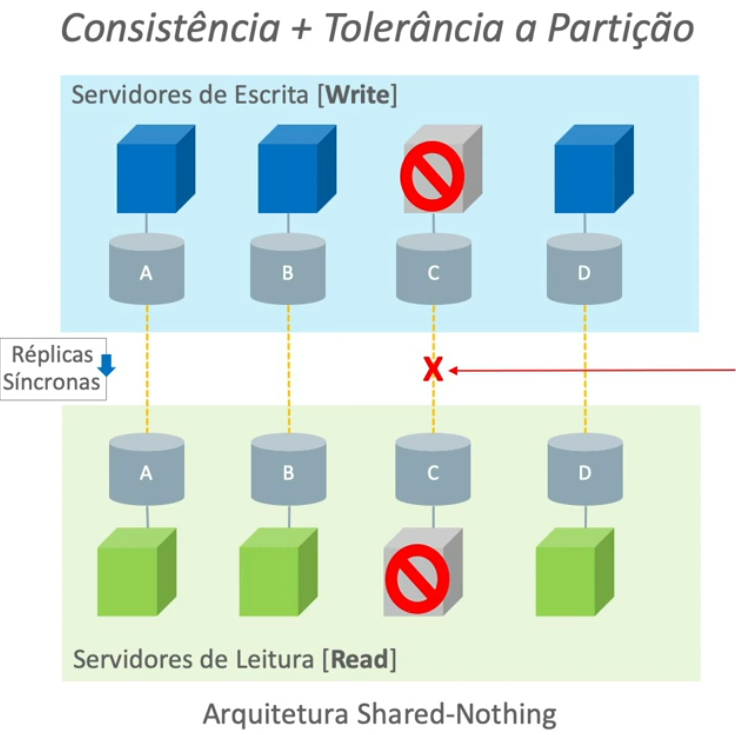 Consistência + Tolerância a Partição
Servidores de Escrita [Write]
A B C D
Réplicas
Síncronas
X
A B C D
Servidores de Leitura [Read]
Arquitetura Shared-Nothing